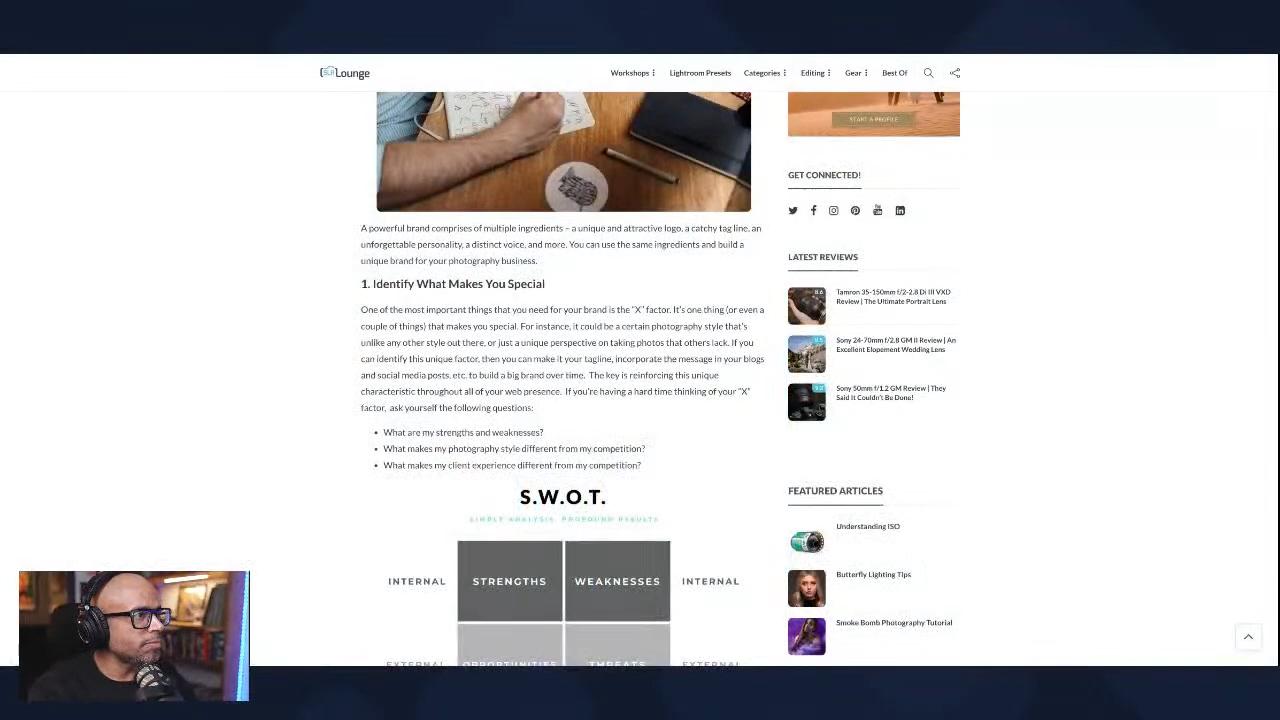 SLR Lounge
Workshops
Lightroom Presets
Categories
Editing
Gear
Best Of
START A PROFILE
GET CONNECTED!
A powerful brand comprises of multiple ingredients – a unique and attractive logo, a catchy tag line, an
unforgettable personality, a distinct voice, and more. You can use the same ingredients and build a
unique brand for your photography business.
1. Identify What Makes You Special
One of the most important things that you need for your brand is the "X" factor. It's one thing (or even a
couple of things) that makes you special. For instance, it could be a certain photography style that's
unlike any other style out there, or just a unique perspective on taking photos that others lack. If you
can identify this unique factor, then you can make it your tagline, incorporate the message in your blogs
and social media posts, etc. to build a big brand over time. The key is reinforcing this unique
characteristic throughout all of your web presence. If you're having a hard time thinking of your "X"
factor, ask yourself the following questions:
• What are my strengths and weaknesses?
• What makes my photography style different from my competition?
• What makes my client experience different from my competition?
S.W.O.T.
SIMPLY ANALYSIS. PROFOUND RESULTS
INTERNAL
STRENGTHS
WEAKNESSES
INTERNAL
EXTERNAL
OPPORTUNITIES
THREATS
EXTERNAL
LATEST REVIEWS
8.6
Tamron 35-150mm f/2-2.8 Di III VXD
Review | The Ultimate Portrait Lens
Sony 24-70mm f/2.8 GM II Review | An
Excellent Elopement Wedding Lens
Sony 50mm f/1.2 GM Review | They
Said It Couldn't Be Done!
FEATURED ARTICLES
Understanding ISO
Butterfly Lighting Tips
Smoke Bomb Photography Tutorial